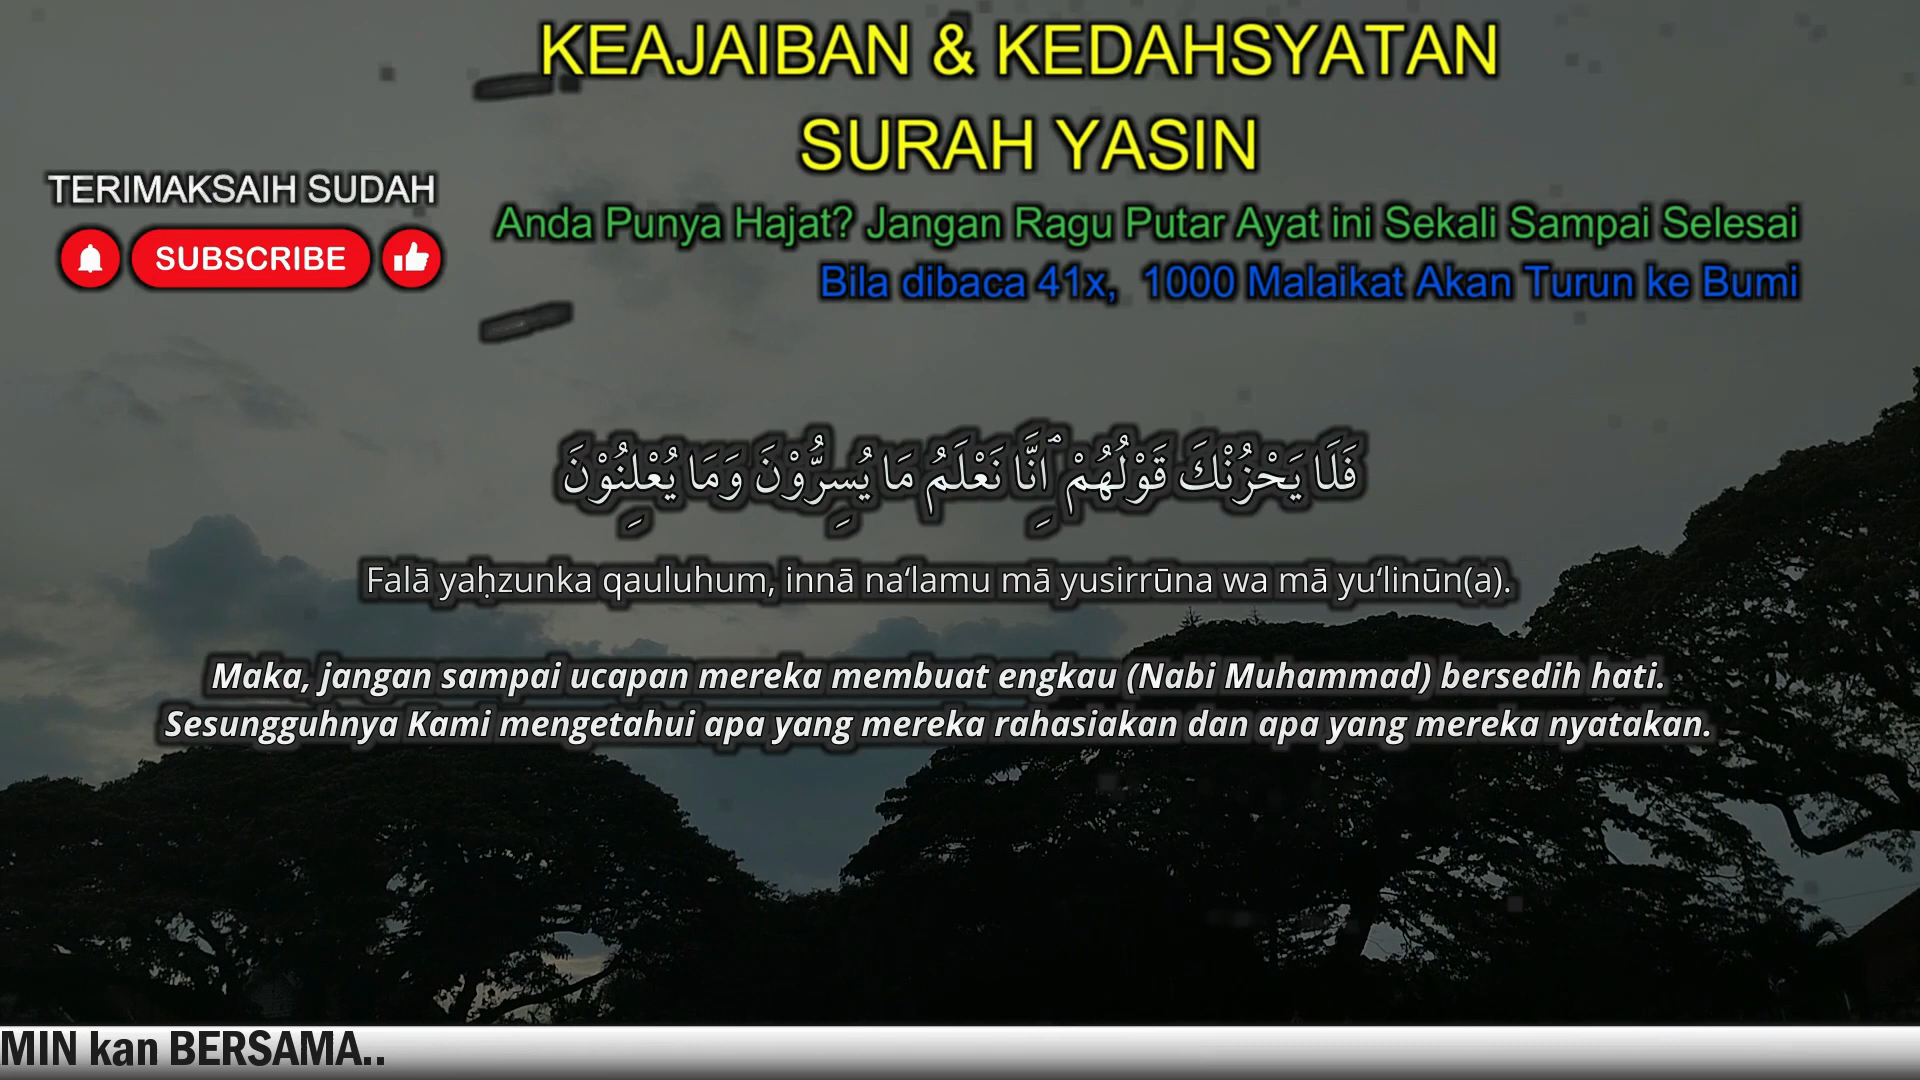 KEAJAIBAN & KEDAHSYATAN
SURAH YASIN
TERIMAKSAIH SUDAH
SUBSCRIBE
Anda Punya Hajat? Jangan Ragu Putar Ayat ini Sekali Sampai Selesai
Bila dibaca 41x, 1000 Malaikat Akan Turun ke Bumi
فَلَا يَحْزُنْكَ قَوْلُهُمْ ۘاِنَّا نَعْلَمُ مَا يُسِرُّوْنَ وَمَا يُعْلِنُوْنَ
Falā yaḥzunka qauluhum, innā na‘lamu mā yusirrūna wa mā yu‘linūn(a).
Maka, jangan sampai ucapan mereka membuat engkau (Nabi Muhammad) bersedih hati.
Sesungguhnya Kami mengetahui apa yang mereka rahasiakan dan apa yang mereka nyatakan.
MIN kan BERSAMA..